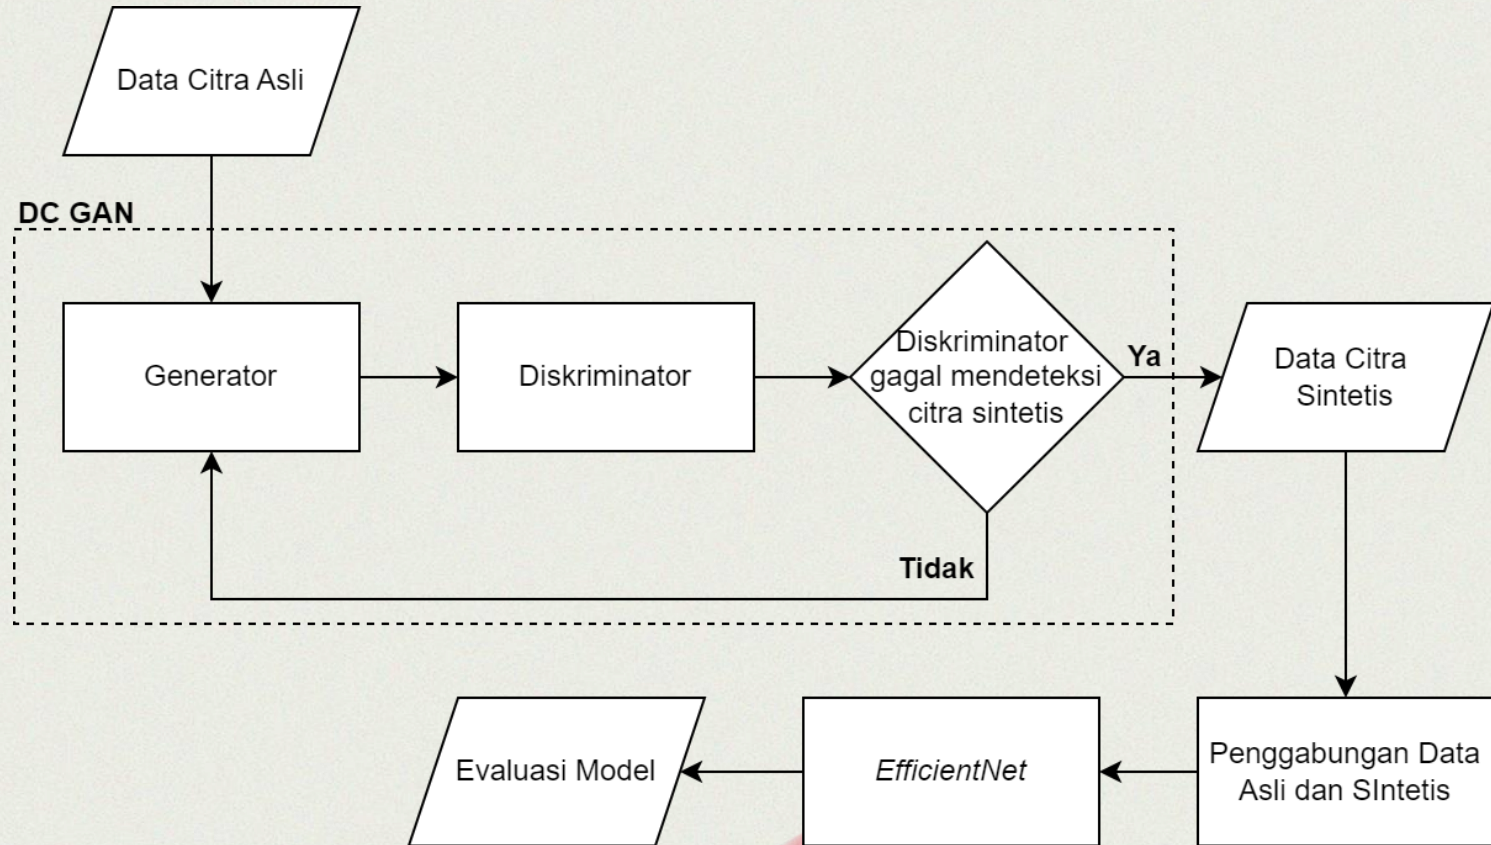 Data Citra Asli
DC GAN
Generator
Diskriminator
Diskriminator
gagal mendeteksi
citra sintetis
Ya
Data Citra
Sintetis
Tidak
Evaluasi Model
EfficientNet
Penggabungan Data
Asli dan SIntetis